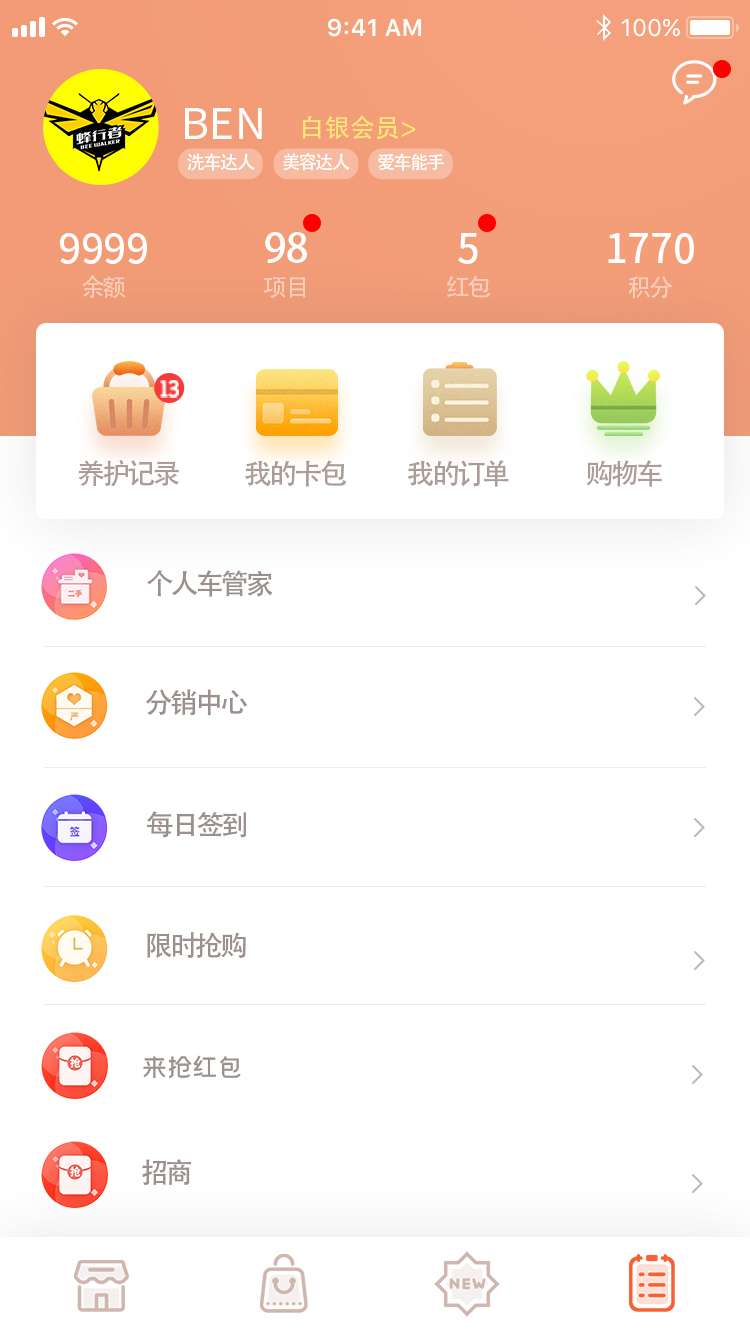 9:41 AM
100%
蜂行者
BEE WALKER
BEN
白银会员>
洗车达人
美容达人
爱车能手
9999
98
5
1770
余额
项目
红包
积分
13
养护记录
我的卡包
我的订单
购物车
二手
个人车管家
严
分销中心
签
每日签到
限时抢购
抢
来抢红包
抢
招商
NEW